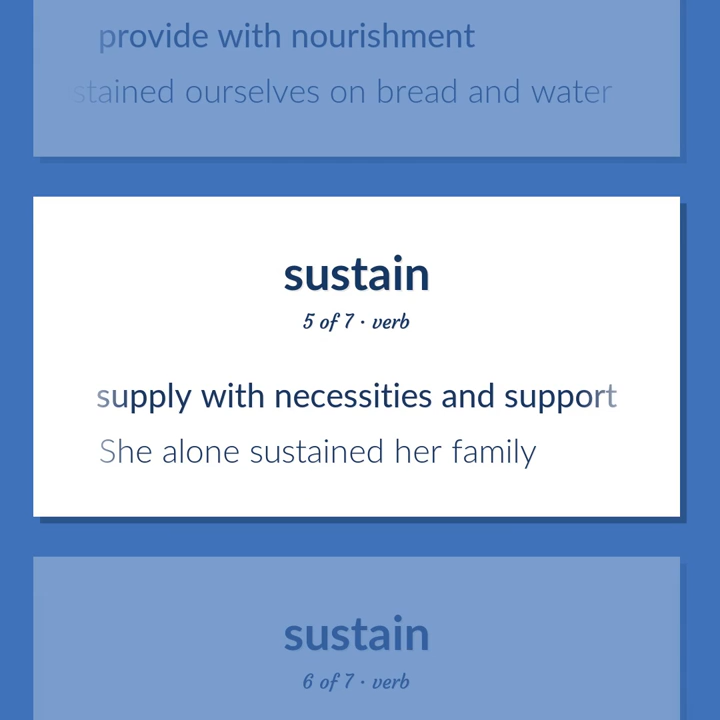 provide with nourishment
stained ourselves on bread and water
sustain
5 of 7 · verb
supply with necessities and support
She alone sustained her family
sustain
6 of 7 · verb